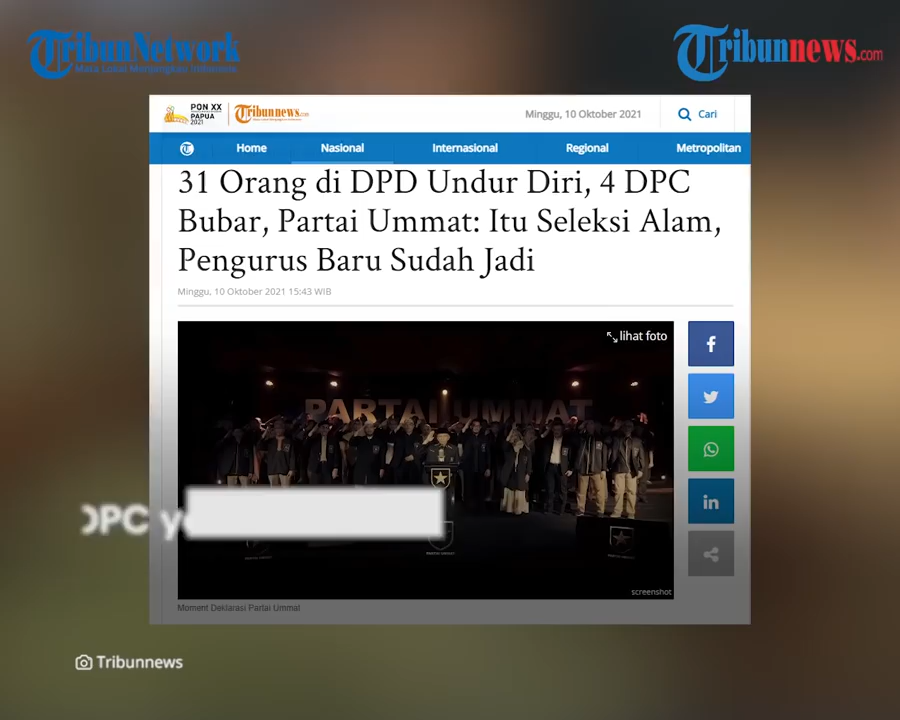 TribunNetwork
Mata Lokal Menjangkau Indonesia
Tribunnews.com
PON XX
PAPUA
2021
Tribunnews.com
Minggu, 10 Oktober 2021
Cari
Home
Nasional
Internasional
Regional
Metropolitan
31 Orang di DPD Undur Diri, 4 DPC
Bubar, Partai Ummat: Itu Seleksi Alam,
Pengurus Baru Sudah Jadi
Minggu, 10 Oktober 2021 15:43 WIB
lihat foto
PARTAI UMMAT
DPC
PARTAI UMMAT
screenshot
Moment Deklarasi Partai Ummat
Tribunnews